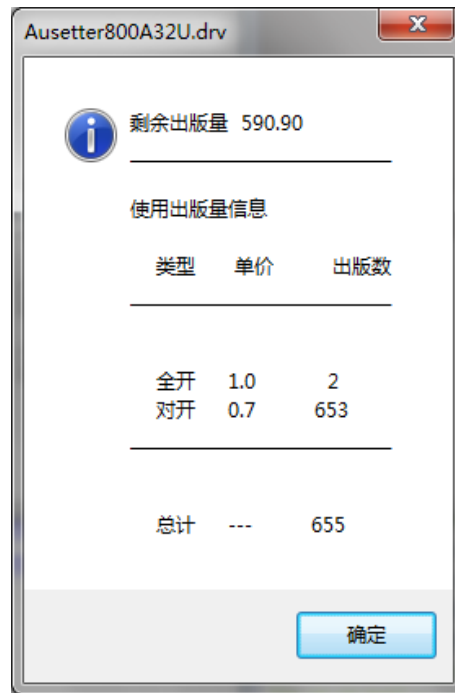 Ausetter800A32U.drv
剩余出版量 590.90
使用出版量信息
类型 单价 出版数
全开 1.0 2
对开 0.7 653
总计 --- 655
确定